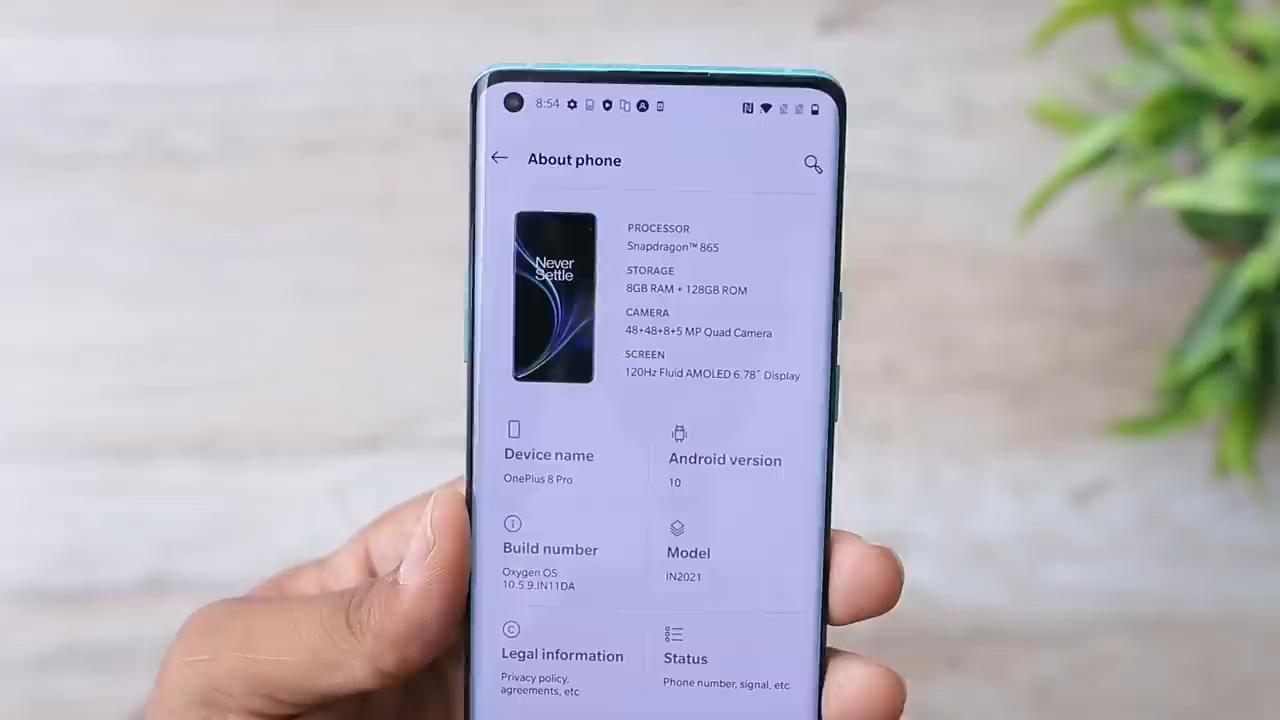 8:54
About phone
Never
Settle
PROCESSOR
Snapdragon™ 865
STORAGE
8GB RAM + 128GB ROM
CAMERA
48+48+8+5 MP Quad Camera
SCREEN
120Hz Fluid AMOLED 6.78" Display
Device name
OnePlus 8 Pro
Android version
10
Build number
Oxygen OS
10.5.9.IN11DA
Model
IN2021
Legal information
Privacy policy,
agreements, etc
Status
Phone number, signal, etc